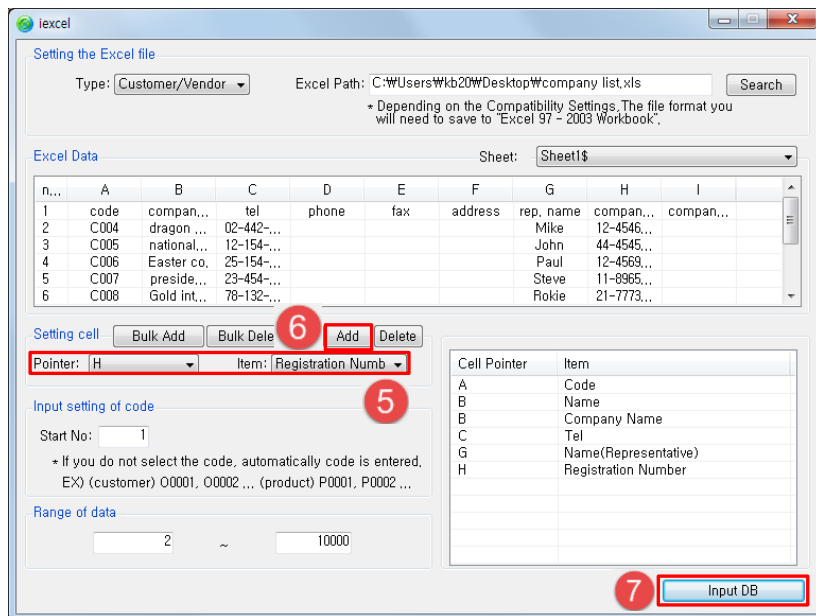 iexcel
Setting the Excel file
Type: Customer/Vendor
Excel Path: C:₩Users₩kb20₩Desktop₩company list,xls
Search
* Depending on the Compatibility Settings,The file format you
will need to save to "Excel 97 - 2003 Workbook",
Excel Data
Sheet: Sheet1$
n,,, A B C D E F G H I
1 code compan,,, tel phone fax address rep, name compan,,, compan,,,
2 C004 dragon ,,, 02-442-,,, Mike 12-4546,,,
3 C005 national,,, 12-154-,,, John 44-4545,,,
4 C006 Easter co, 25-154-,,, Paul 12-4569,,,
5 C007 preside,,, 23-454-,,, Steve 11-8965,,,
6 C008 Gold int,,, 78-132-,,, Rokie 21-7773,,,
Setting cell Bulk Add Bulk Dele 6 Add Delete
Pointer: H Item: Registration Numb
5
Input setting of code
Start No: 1
* If you do not select the code, automatically code is entered,
EX) (customer) O0001, O0002 ,,, (product) P0001, P0002 ,,,
Range of data
2 ~ 10000
Cell Pointer Item
A Code
B Name
B Company Name
C Tel
G Name(Representative)
H Registration Number
7 Input DB